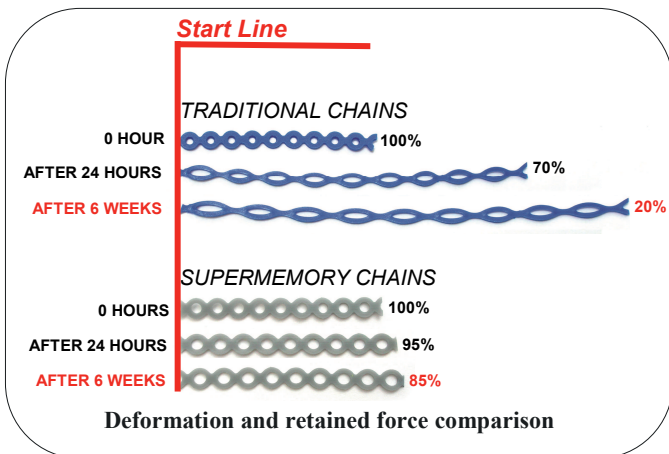 Start Line
TRADITIONAL CHAINS
0 HOUR
100%
AFTER 24 HOURS
70%
AFTER 6 WEEKS
20%
SUPERMEMORY CHAINS
0 HOURS
100%
AFTER 24 HOURS
95%
AFTER 6 WEEKS
85%
Deformation and retained force comparison